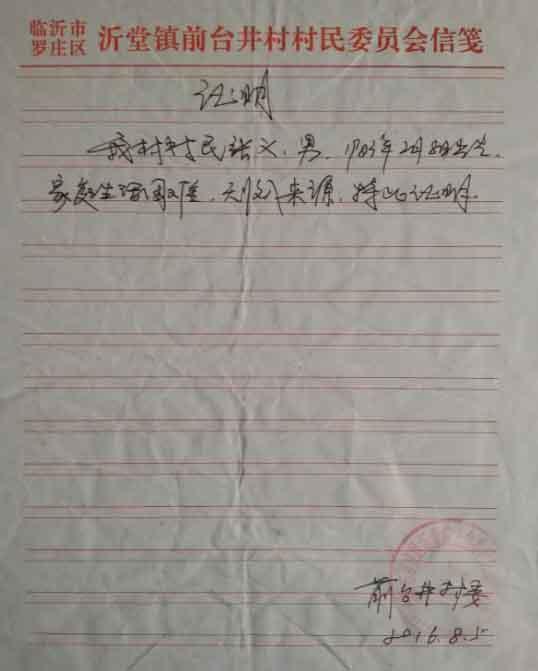 临沂市
罗庄区 沂堂镇前台井村村民委员会信笺
证明
我村村民张义，男，1983年2月8日出生，
家庭生活困难，无收入来源，特此证明。
前台井村委
2016.8.5